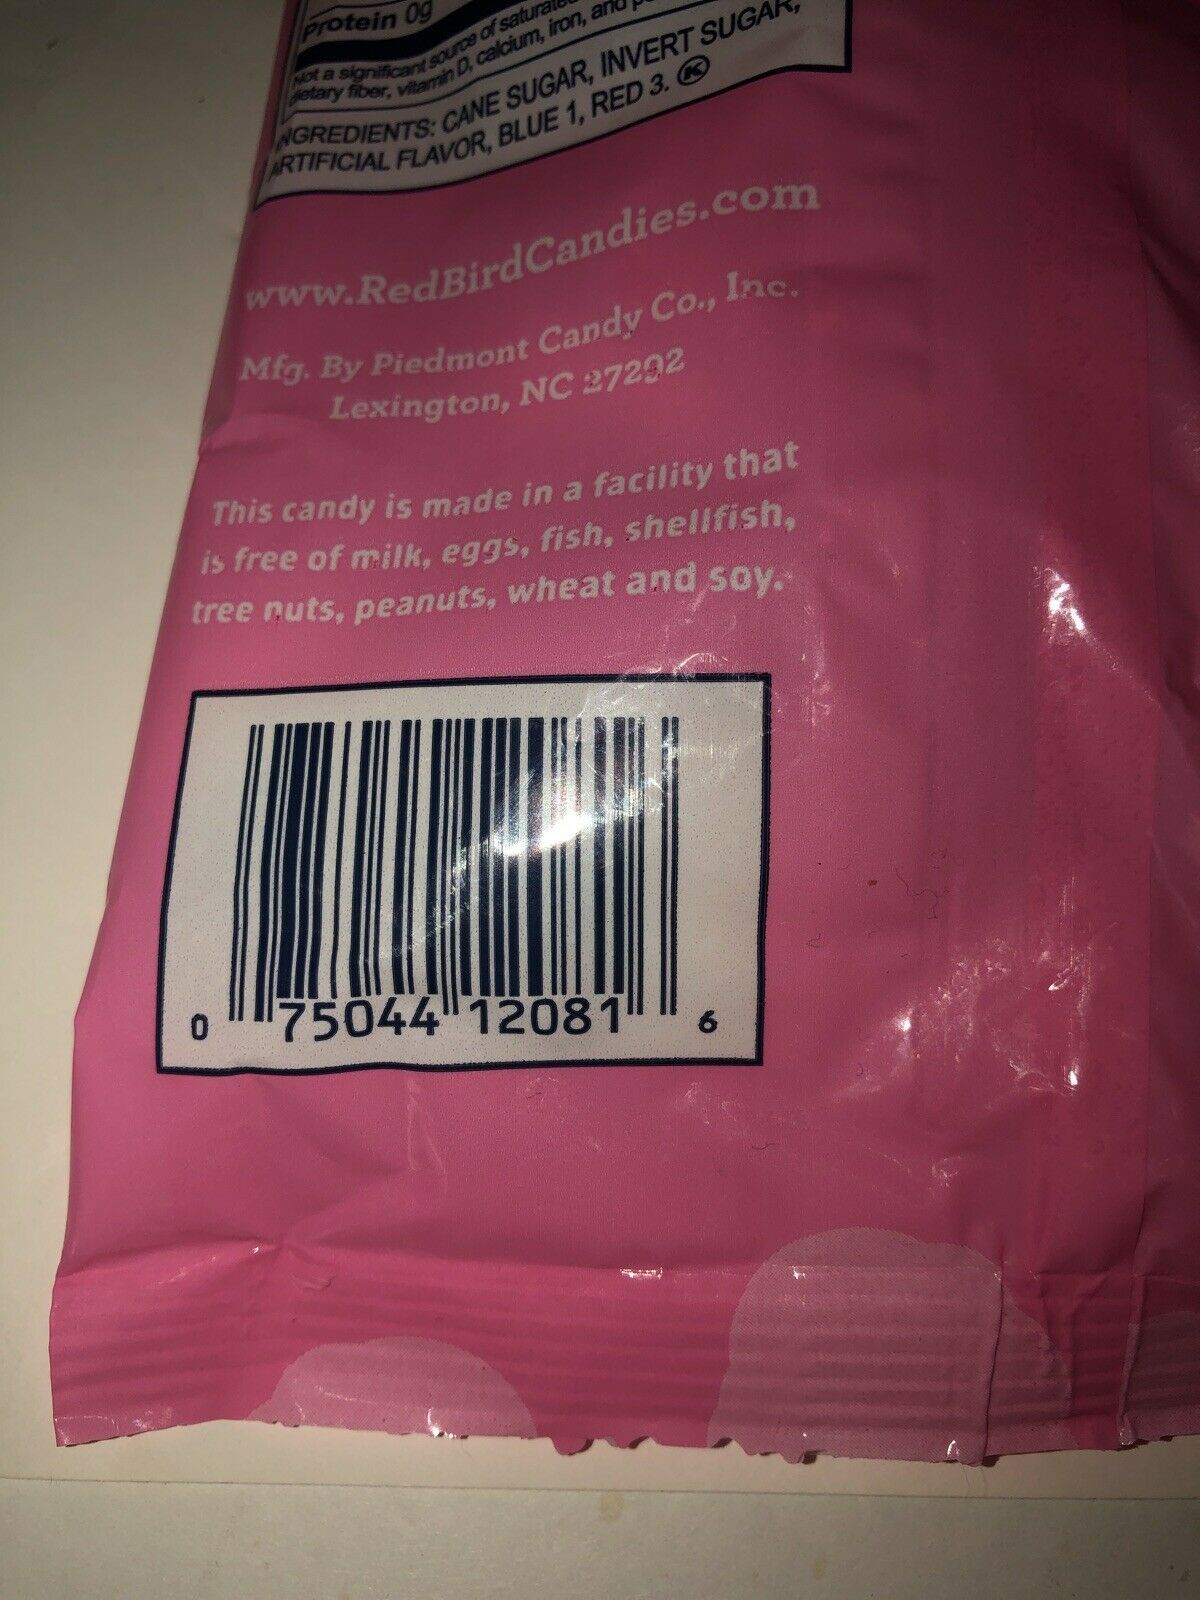 Protein 0g
Not a significant source of saturated
dietary fiber, vitamin D, calcium, iron, and
INGREDIENTS: CANE SUGAR, INVERT SUGAR,
ARTIFICIAL FLAVOR, BLUE 1, RED 3. K
www.RedBirdCandies.com
Mfg. By Piedmont Candy Co., Inc.
Lexington, NC 27292
This candy is made in a facility that
is free of milk, eggs, fish, shellfish,
tree nuts, peanuts, wheat and soy.
0 75044 12081 6